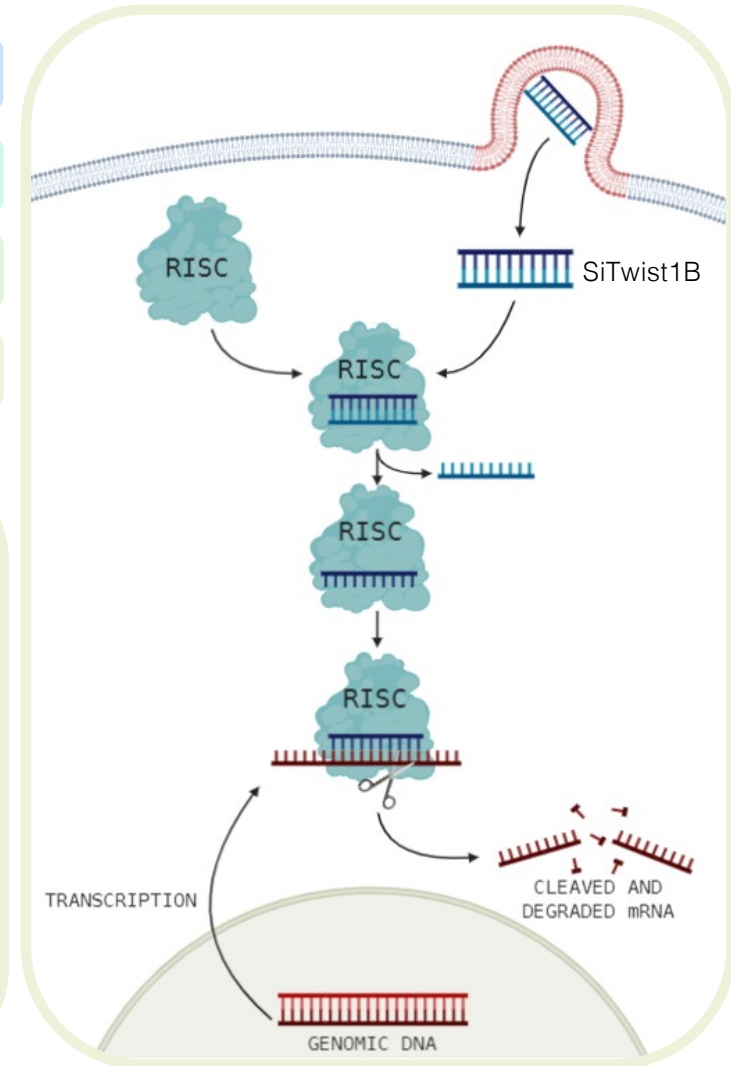 RISC
SiTwist1B
RISC
RISC
RISC
TRANSCRIPTION
CLEAVED AND
DEGRADED mRNA
GENOMIC DNA